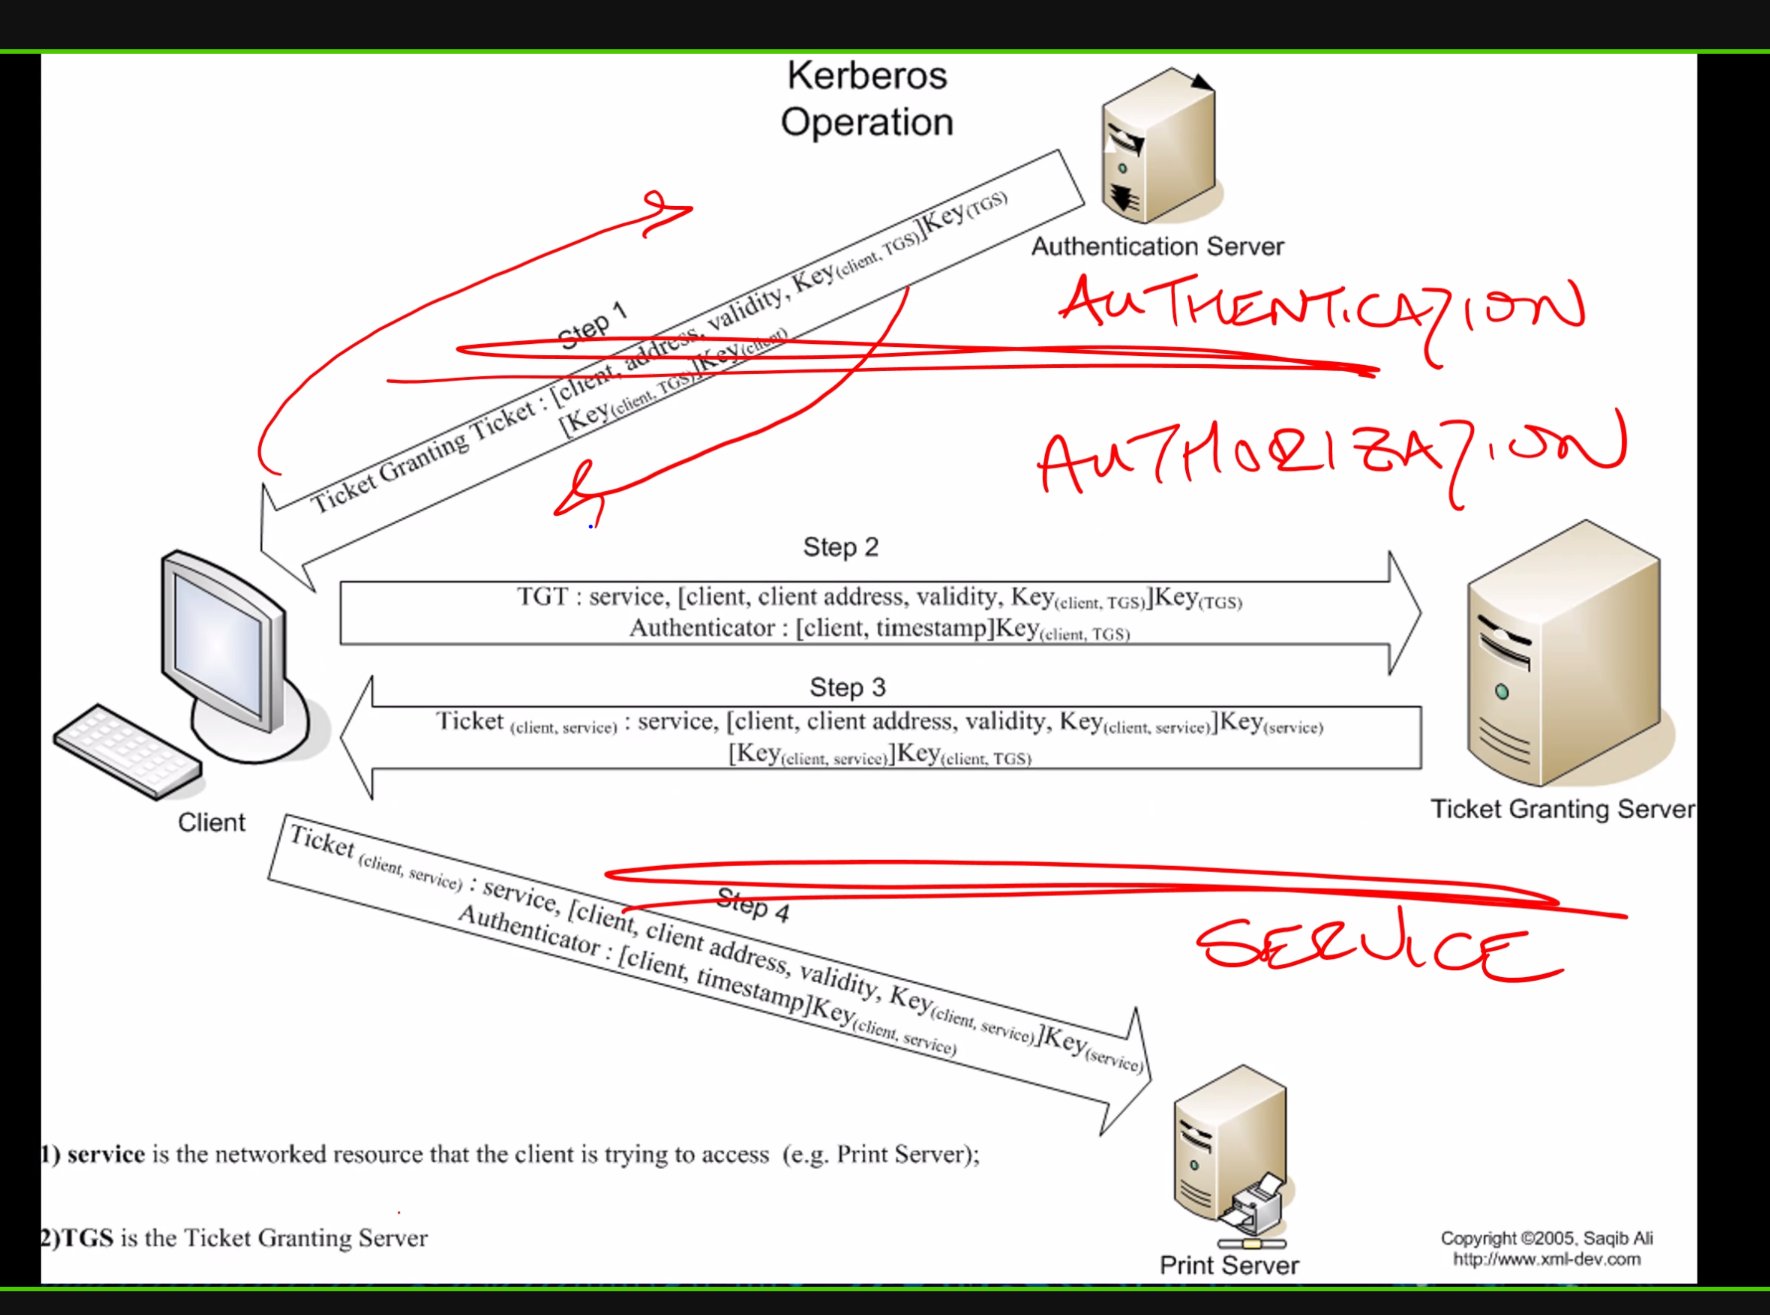 Kerberos
Operation
Authentication Server
AUTHENTICATION
Step 1
Ticket Granting Ticket : [client, address, validity, Key(client, TGS)]Key(TGS)
[Key(client, TGS)]Key(client)
AUTHORIZATION
Step 2
TGT : service, [client, client address, validity, Key(client, TGS)]Key(TGS)
Authenticator : [client, timestamp]Key(client, TGS)
Step 3
Ticket (client, service) : service, [client, client address, validity, Key(client, service)]Key(service)
[Key(client, service)]Key(client, TGS)
Client
Ticket Granting Server
Step 4
Ticket (client, service) : service, [client, client address, validity, Key(client, service)]Key(service)
Authenticator : [client, timestamp]Key(client, service)
SERVICE
1) service is the networked resource that the client is trying to access (e.g. Print Server);
2)TGS is the Ticket Granting Server
Print Server
Copyright ©2005, Saqib Ali
http://www.xml-dev.com